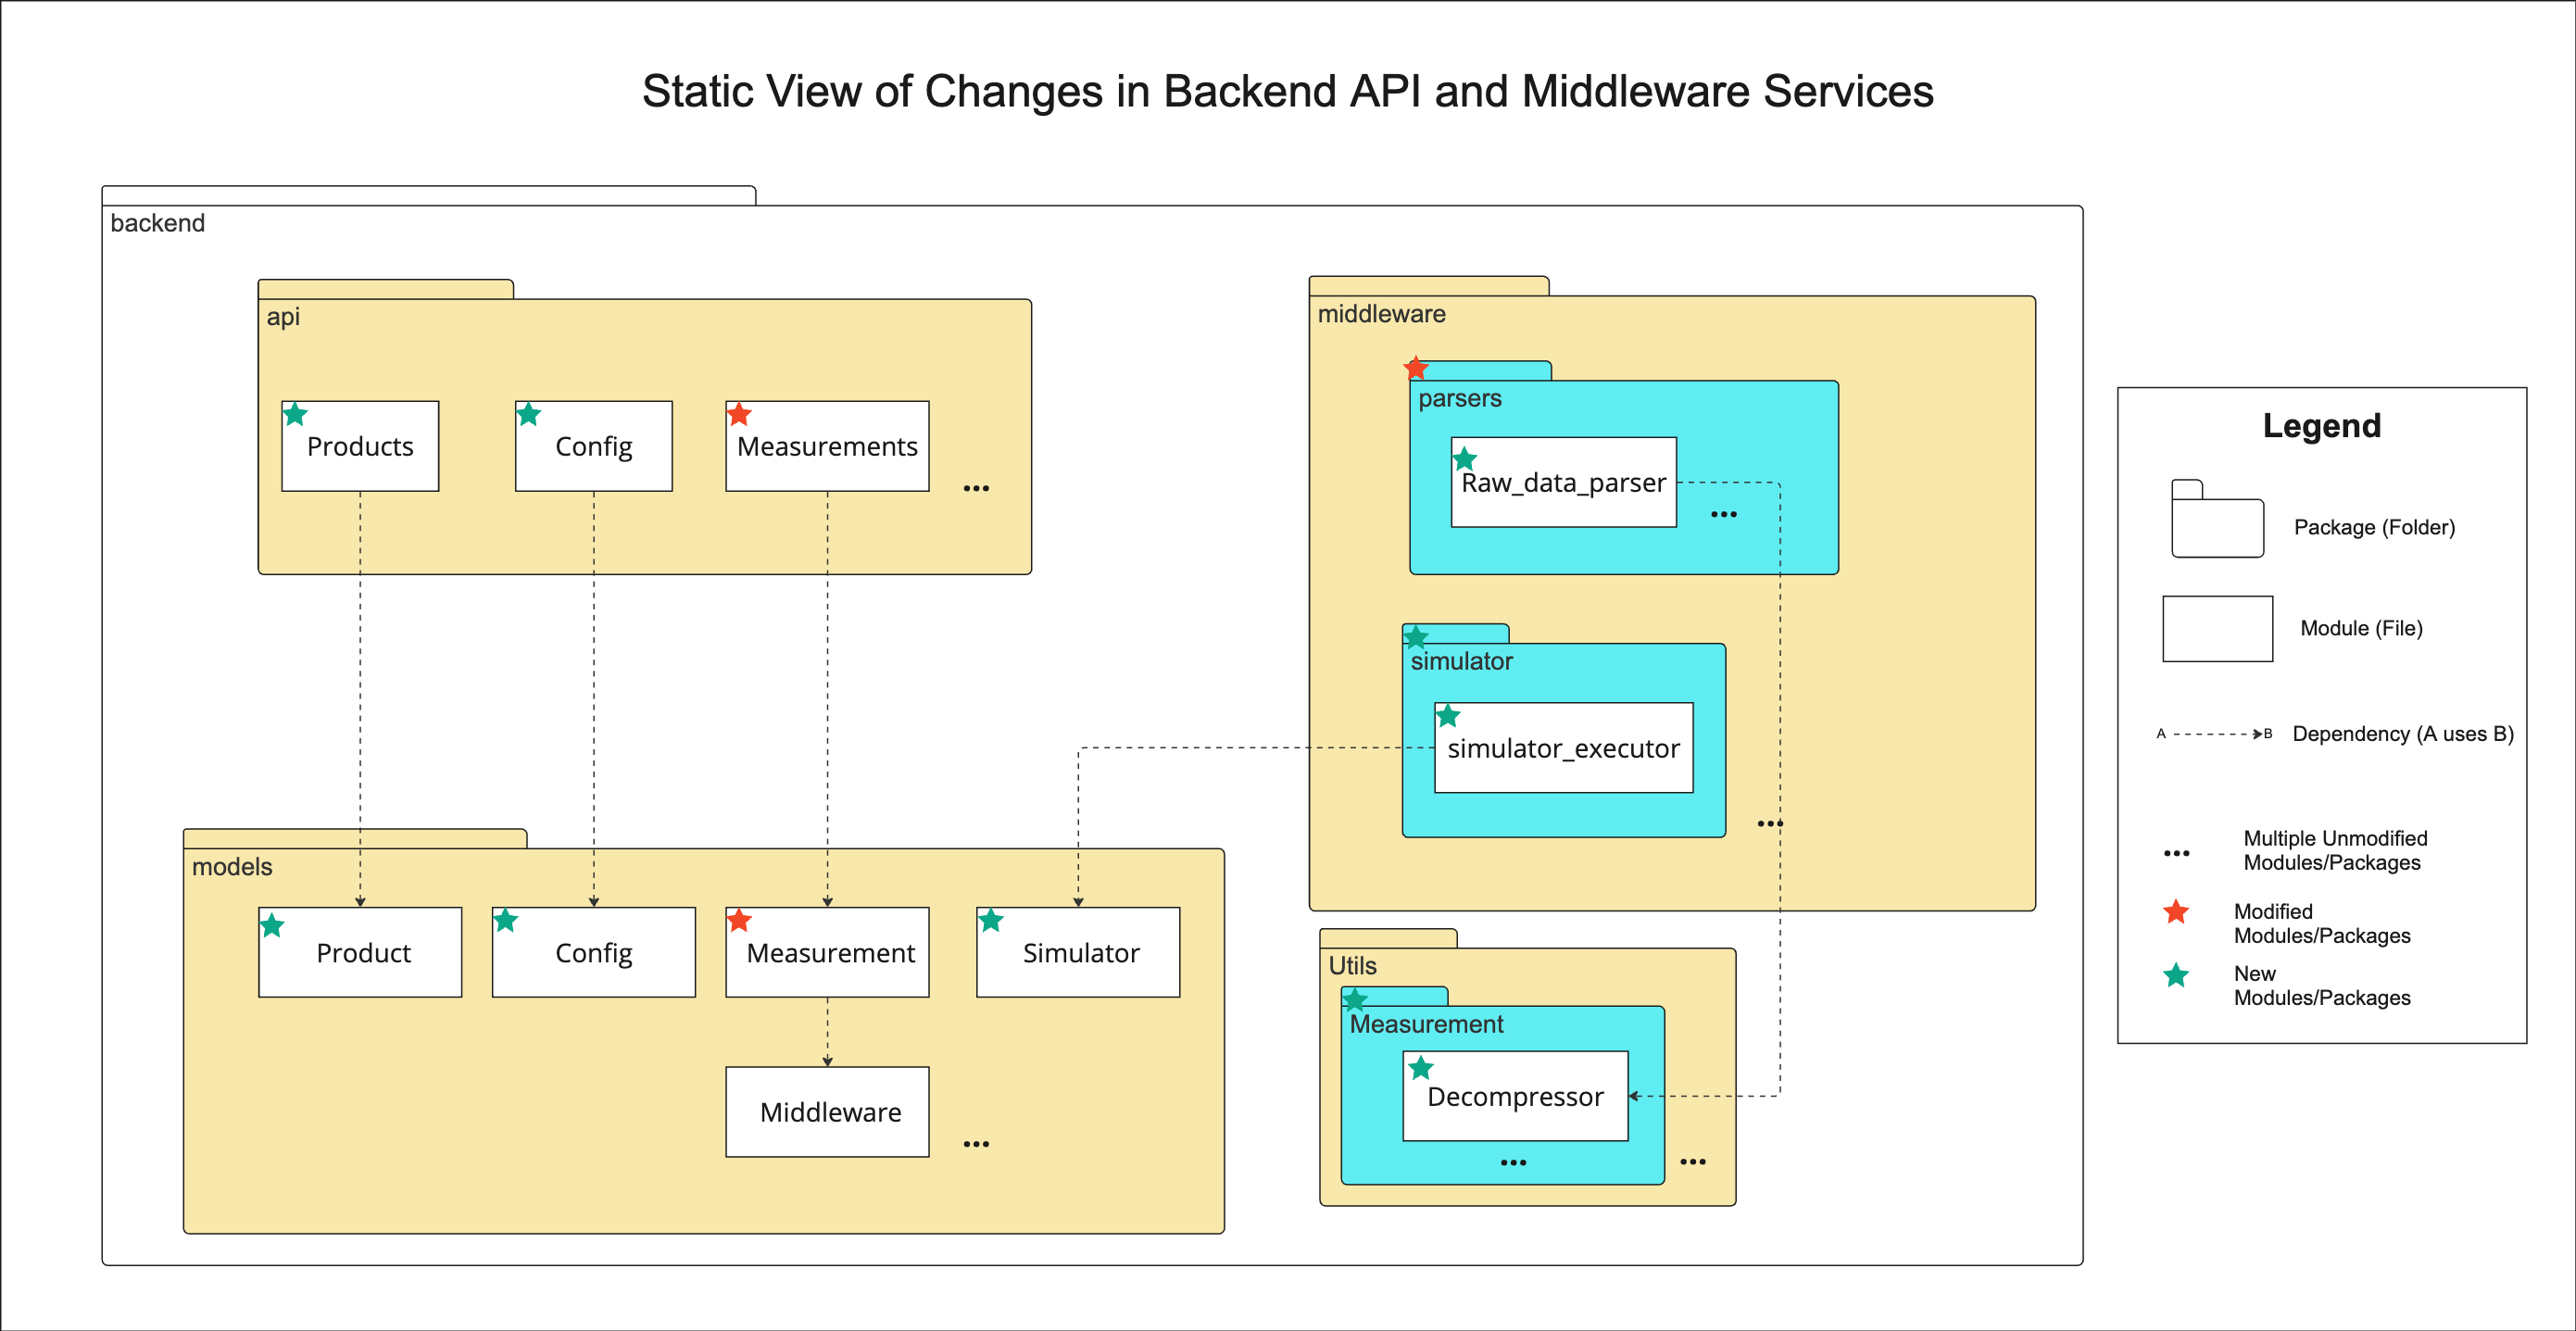 Static View of Changes in Backend API and Middleware Services
backend
api
Products
Config
Measurements
...
middleware
parsers
Raw_data_parser
...
simulator
simulator_executor
...
models
Product
Config
Measurement
Simulator
Middleware
...
Utils
Measurement
Decompressor
...
...
Legend
Package (Folder)
Module (File)
A
B
Dependency (A uses B)
...
Multiple Unmodified
Modules/Packages
Modified
Modules/Packages
New
Modules/Packages